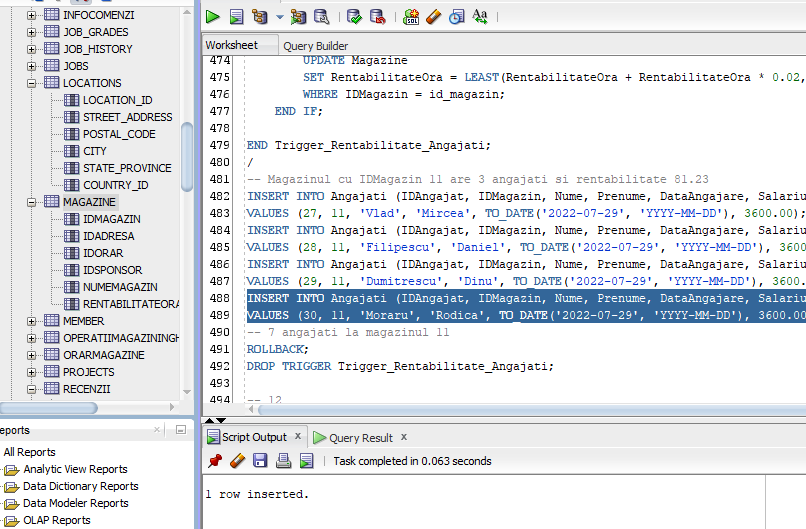 INFOCOMENZI
JOB_GRADES
JOB_HISTORY
JOBS
LOCATIONS
LOCATION_ID
STREET_ADDRESS
POSTAL_CODE
CITY
STATE_PROVINCE
COUNTRY_ID
MAGAZINE
IDMAGAZIN
IDADRESA
IDORAR
IDSPONSOR
NUMEMAGAZIN
RENTABILITATEORA
MEMBER
OPERATIIMAGAZININGH
ORARMAGAZINE
PROJECTS
RECENZII
eports
All Reports
Analytic View Reports
Data Dictionary Reports
Data Modeler Reports
OLAP Reports
SQL
Aa
Worksheet Query Builder
474 UPDATE Magazine
475 SET RentabilitateOra = LEAST(RentabilitateOra + RentabilitateOra * 0.02,
476 WHERE IDMagazin = id_magazin;
477 END IF;
478
479 END Trigger_Rentabilitate_Angajati;
480 /
481 -- Magazinul cu IDMagazin 11 are 3 angajati si rentabilitate 81.23
482 INSERT INTO Angajati (IDAngajat, IDMagazin, Nume, Prenume, DataAngajare, Salariu
483 VALUES (27, 11, 'Vlad', 'Mircea', TO_DATE('2022-07-29', 'YYYY-MM-DD'), 3600.00);
484 INSERT INTO Angajati (IDAngajat, IDMagazin, Nume, Prenume, DataAngajare, Salariu
485 VALUES (28, 11, 'Filipescu', 'Daniel', TO_DATE('2022-07-29', 'YYYY-MM-DD'), 3600
486 INSERT INTO Angajati (IDAngajat, IDMagazin, Nume, Prenume, DataAngajare, Salariu
487 VALUES (29, 11, 'Dumitrescu', 'Dinu', TO_DATE('2022-07-29', 'YYYY-MM-DD'), 3600.
488 INSERT INTO Angajati (IDAngajat, IDMagazin, Nume, Prenume, DataAngajare, Salariu
489 VALUES (30, 11, 'Moraru', 'Rodica', TO_DATE('2022-07-29', 'YYYY-MM-DD'), 3600.00
490 -- 7 angajati la magazinul 11
491 ROLLBACK;
492 DROP TRIGGER Trigger_Rentabilitate_Angajati;
493
494 -- 12
Script Output x Query Result x
Task completed in 0.063 seconds
1 row inserted.